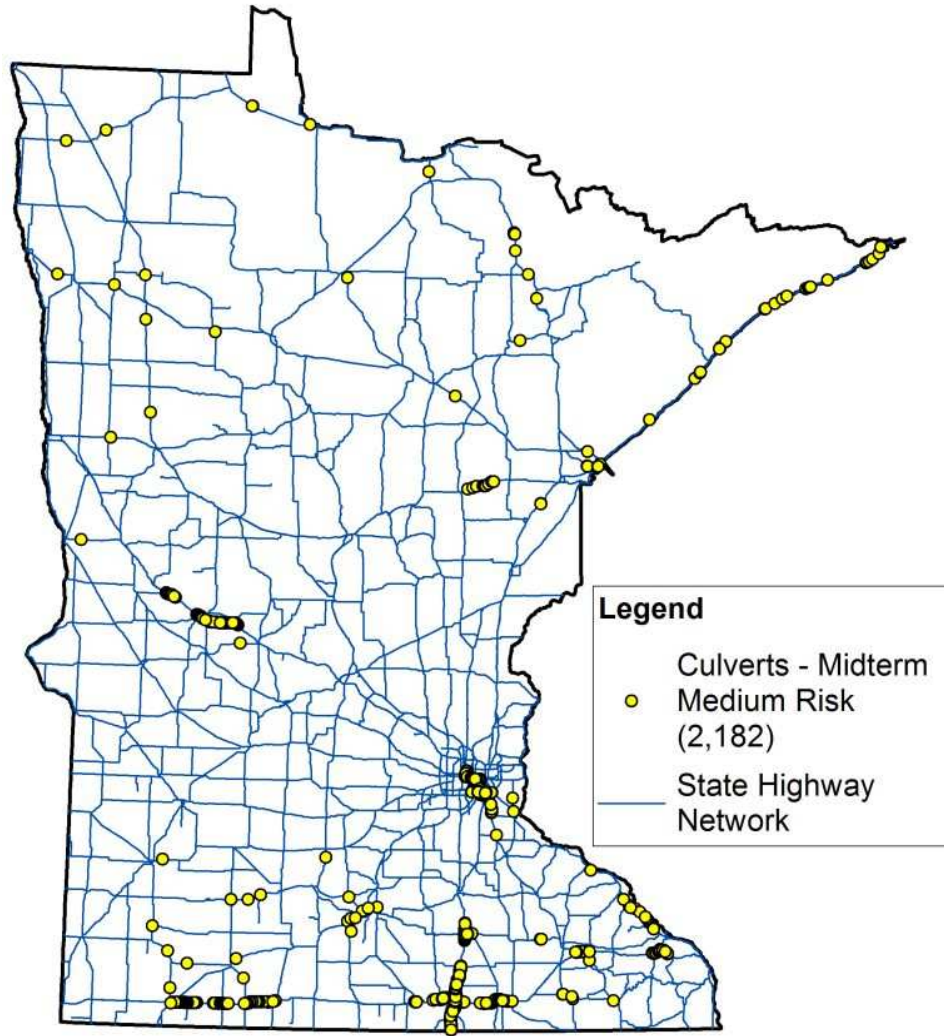 Legend
Culverts - Midterm
Medium Risk
(2,182)
State Highway
Network